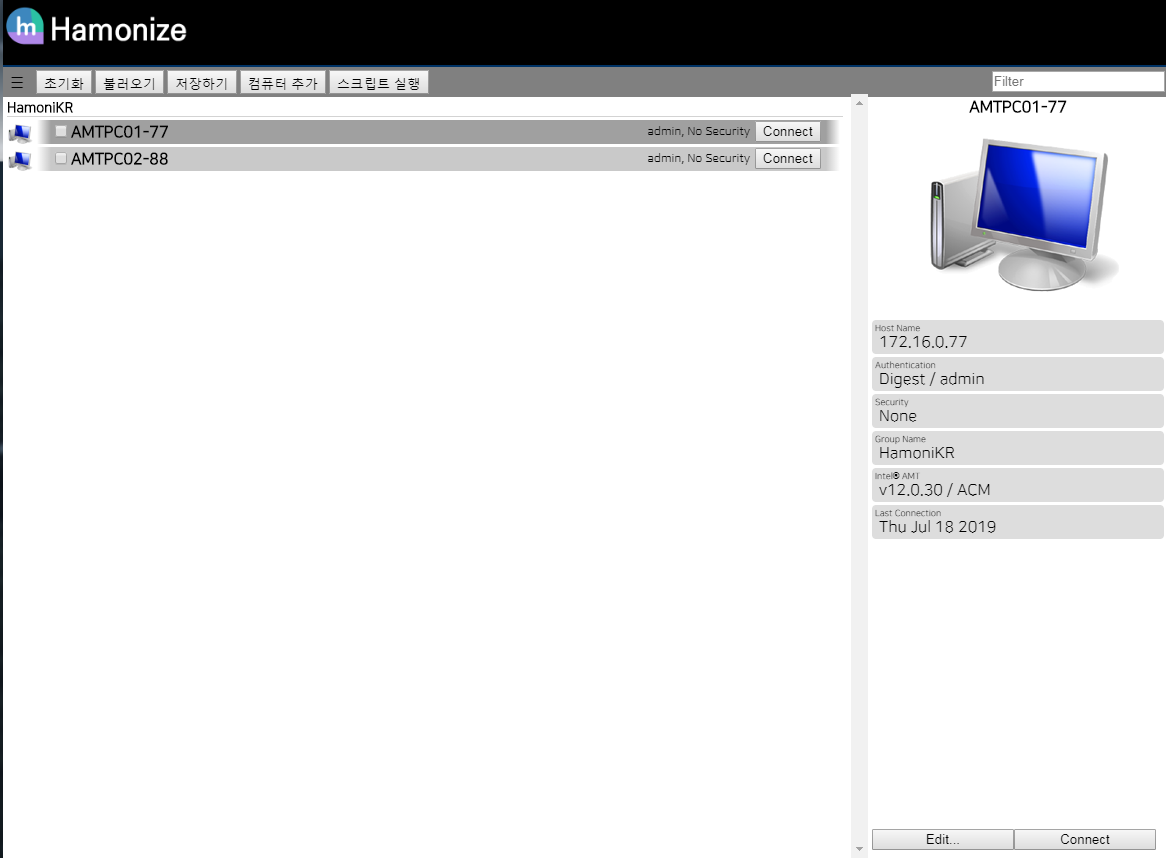 hn Hamonize
☰ 초기화 불러오기 저장하기 컴퓨터 추가 스크립트 실행 Filter
HamoniKR
AMTPC01-77 admin, No Security Connect
AMTPC02-88 admin, No Security Connect
AMTPC01-77
Host Name
172.16.0.77
Authentication
Digest / admin
Security
None
Group Name
HamoniKR
Intel® AMT
v12.0.30 / ACM
Last Connection
Thu Jul 18 2019
Edit... Connect